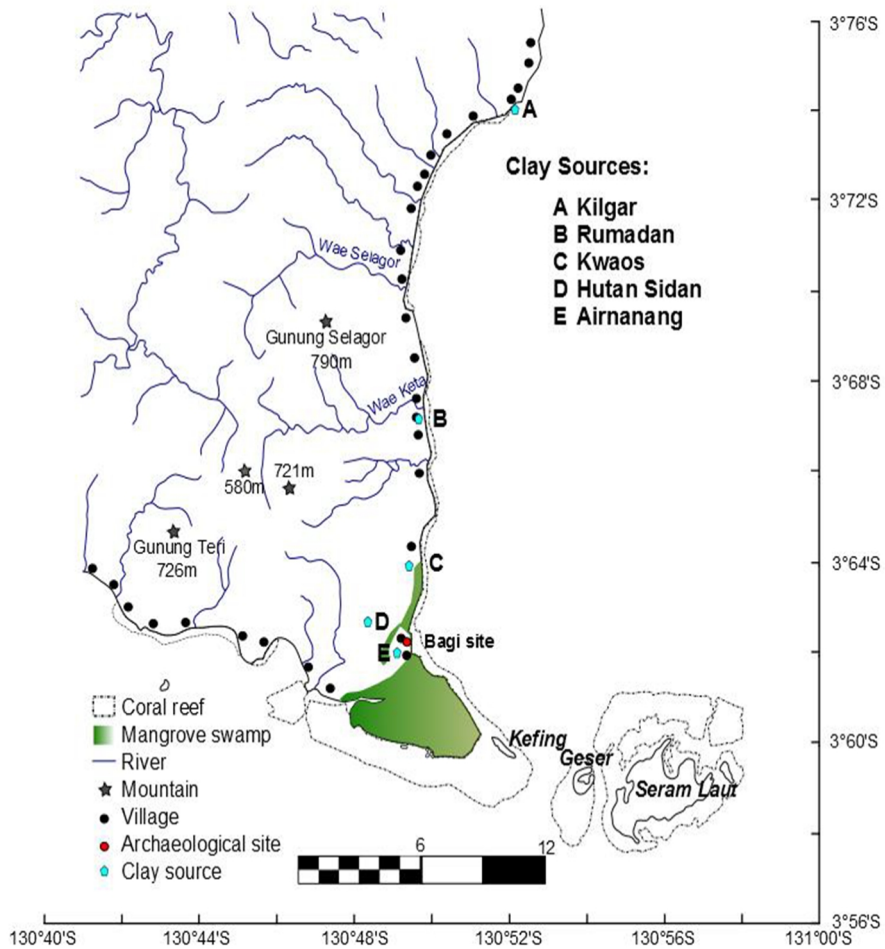 3°76'S
A
Clay Sources:
A Kilgar
B Rumadan
C Kwaos
D Hutan Sidan
E Airnanang
3°72'S
Wae Selagor
Gunung Selagor
790m
3°68'S
Wae Keta
B
721m
580m
Gunung Teri
726m
C
3°64'S
D
Bagi site
E
Coral reef
Mangrove swamp
River
Mountain
Village
Archaeological site
Clay source
Kefing
Geser
Seram Laut
3°60'S
6
12
3°56'S
130°40'S
130°44'S
130°48'S
130°52'S
130°56'S
131°00'S